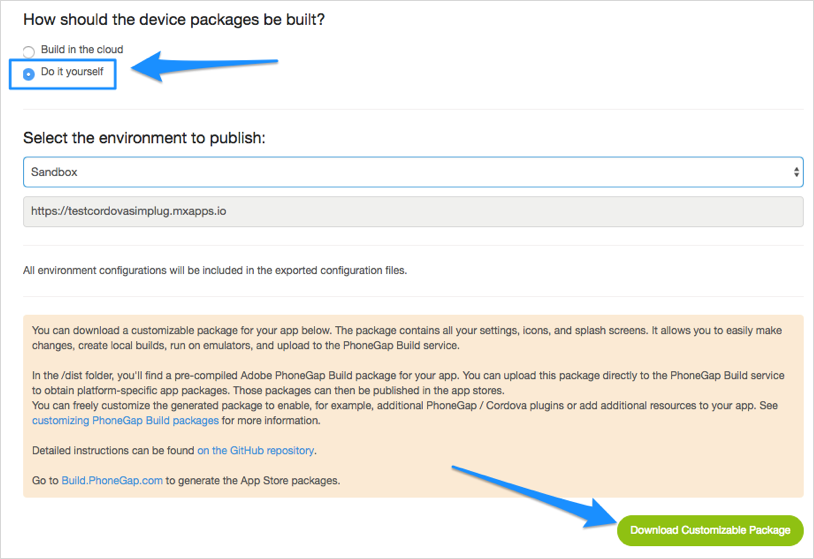 How should the device packages be built?
Build in the cloud
Do it yourself
Select the environment to publish:
Sandbox
https://testcordovasimplug.mxapps.io
All environment configurations will be included in the exported configuration files.
You can download a customizable package for your app below. The package contains all your settings, icons, and splash screens. It allows you to easily make
changes, create local builds, run on emulators, and upload to the PhoneGap Build service.
In the /dist folder, you'll find a pre-compiled Adobe PhoneGap Build package for your app. You can upload this package directly to the PhoneGap Build service
to obtain platform-specific app packages. Those packages can then be published in the app stores.
You can freely customize the generated package to enable, for example, additional PhoneGap / Cordova plugins or add additional resources to your app. See
customizing PhoneGap Build packages for more information.
Detailed instructions can be found on the GitHub repository.
Go to Build.PhoneGap.com to generate the App Store packages.
Download Customizable Package